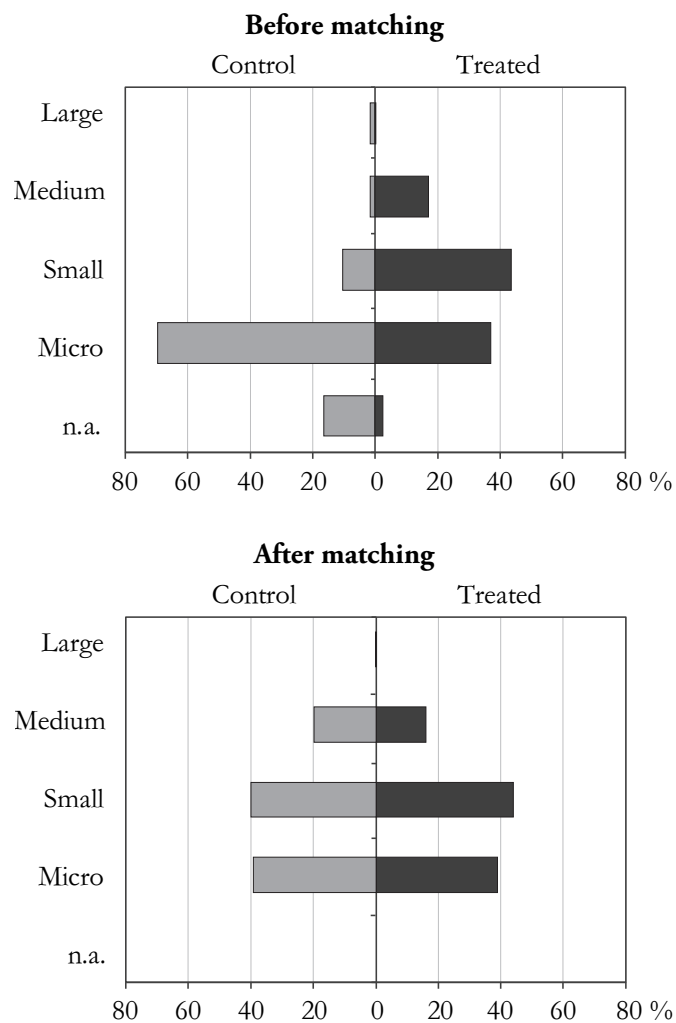 Before matching
Control Treated
Large
Medium
Small
Micro
n.a.
80 60 40 20 0 20 40 60 80 %
After matching
Control Treated
Large
Medium
Small
Micro
n.a.
80 60 40 20 0 20 40 60 80 %